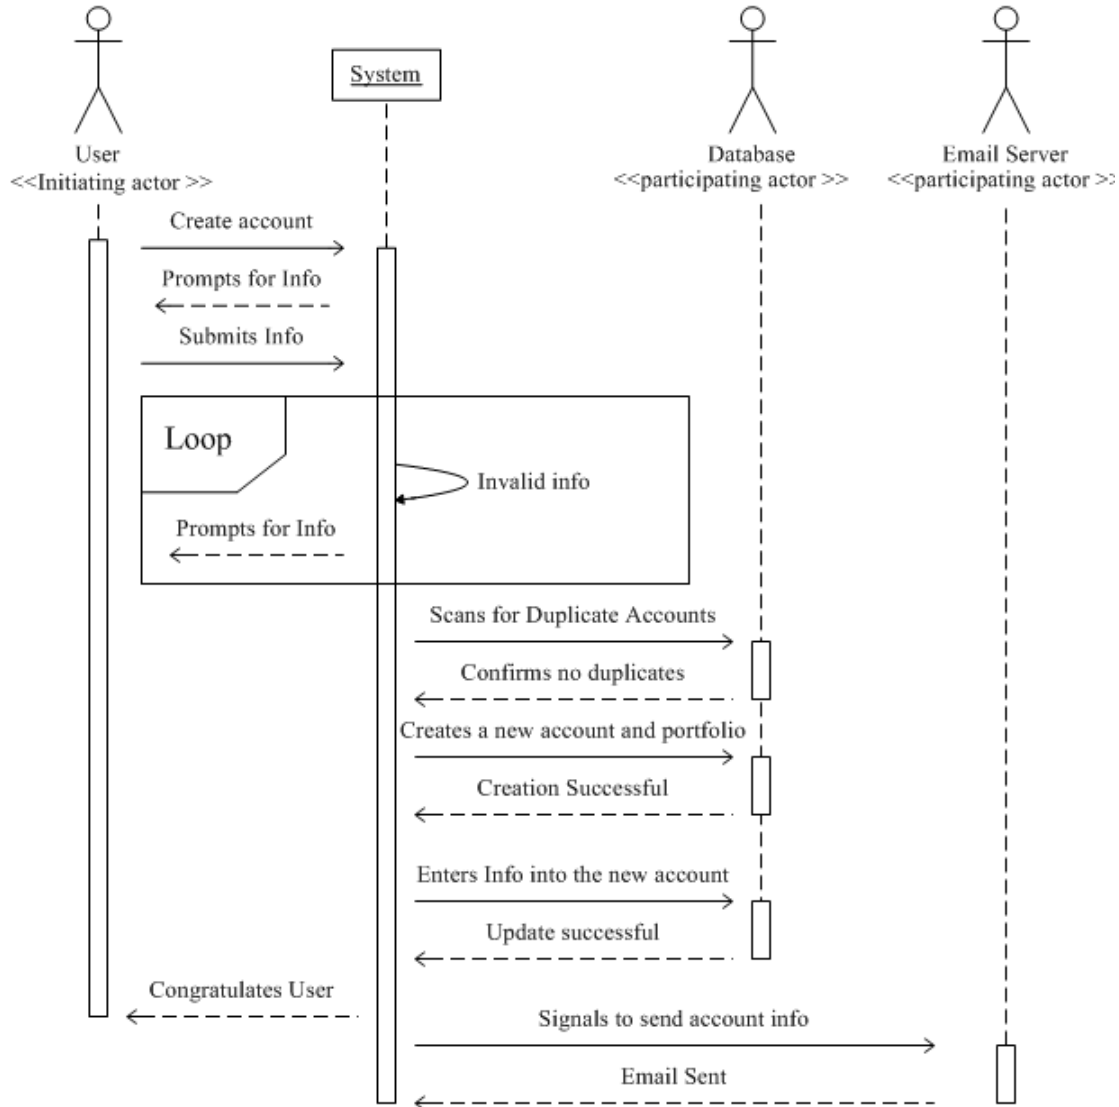 System
User
<<Initiating actor >>
Database
<<participating actor >>
Email Server
<<participating actor >>
Create account
Prompts for Info
Submits Info
Loop
Invalid info
Prompts for Info
Scans for Duplicate Accounts
Confirms no duplicates
Creates a new account and portfolio
Creation Successful
Enters Info into the new account
Update successful
Congratulates User
Signals to send account info
Email Sent